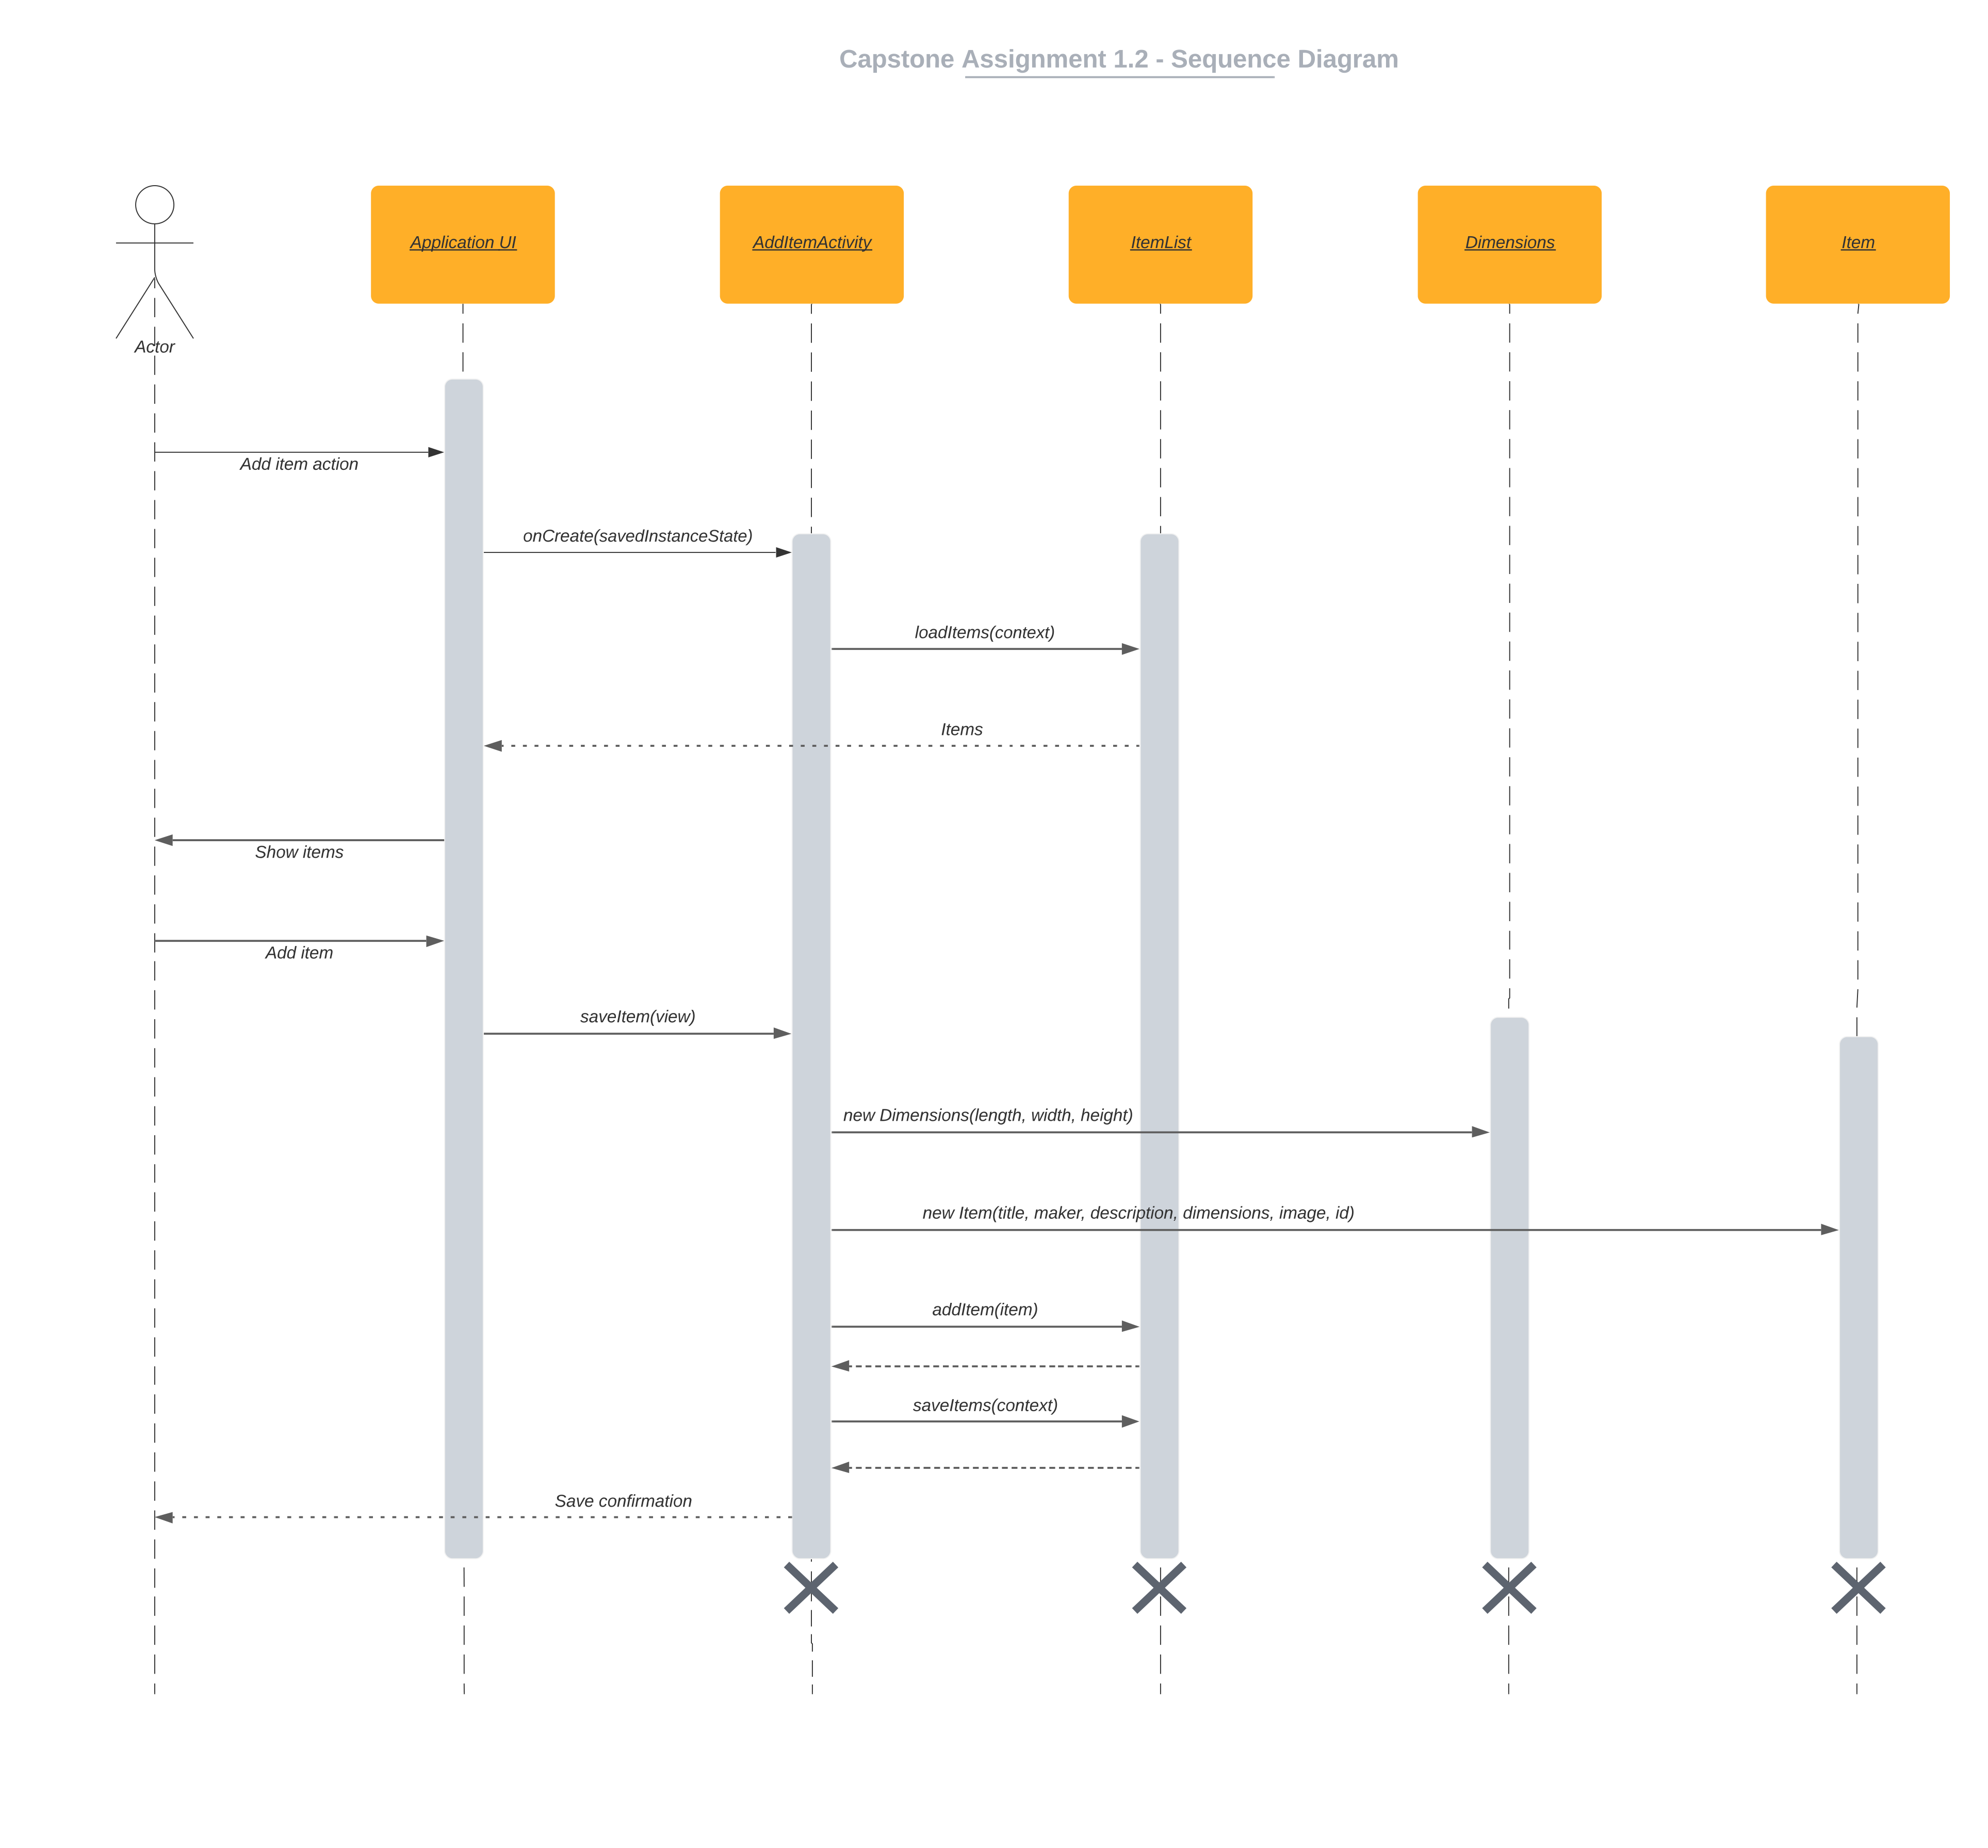 Capstone Assignment 1.2 - Sequence Diagram
Application UI
AddItemActivity
ItemList
Dimensions
Item
Actor
Add item action
onCreate(savedInstanceState)
loadItems(context)
Items
Show items
Add item
saveItem(view)
new Dimensions(length, width, height)
new Item(title, maker, description, dimensions, image, id)
addItem(item)
saveItems(context)
Save confirmation